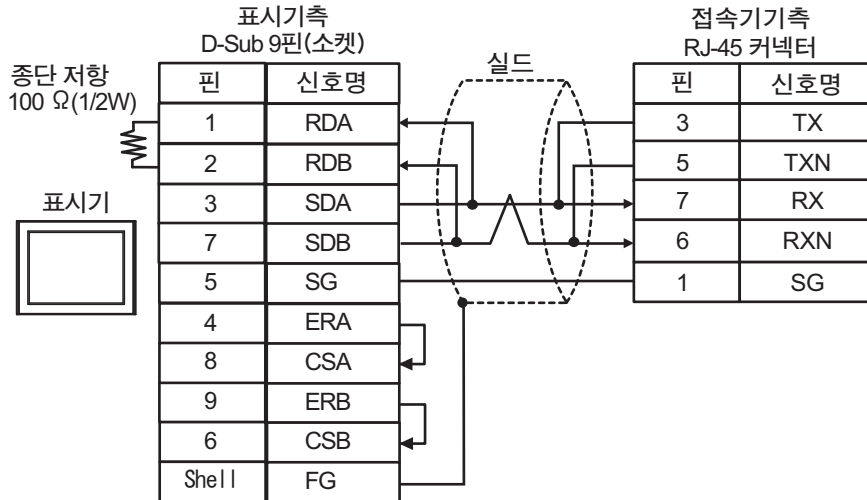 표시기측
D-Sub 9핀(소켓)
접속기기측
RJ-45 커넥터
실드
종단 저항
100 Ω(1/2W)
표시기
핀 신호명
1 RDA
2 RDB
3 SDA
7 SDB
5 SG
4 ERA
8 CSA
9 ERB
6 CSB
Shell FG
핀 신호명
3 TX
5 TXN
7 RX
6 RXN
1 SG